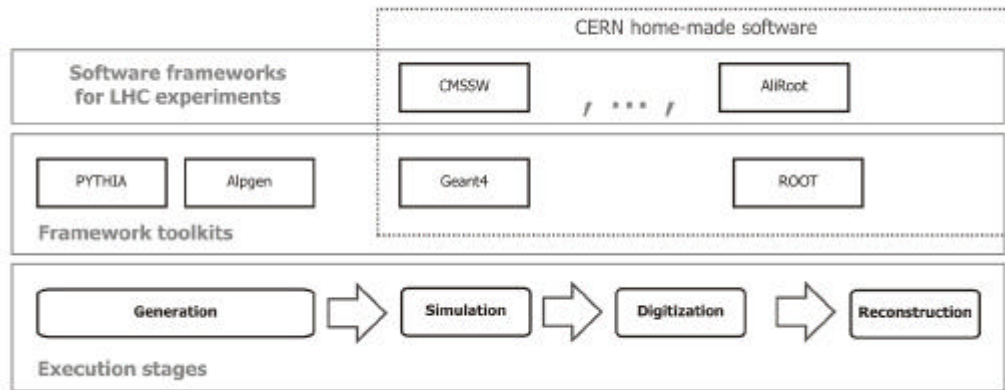 CERN home-made software
Software frameworks
for LHC experiments
CMSSW
, ... ,
AliRoot
PYTHIA
Alpgen
Geant4
ROOT
Framework toolkits
Generation
Simulation
Digitization
Reconstruction
Execution stages